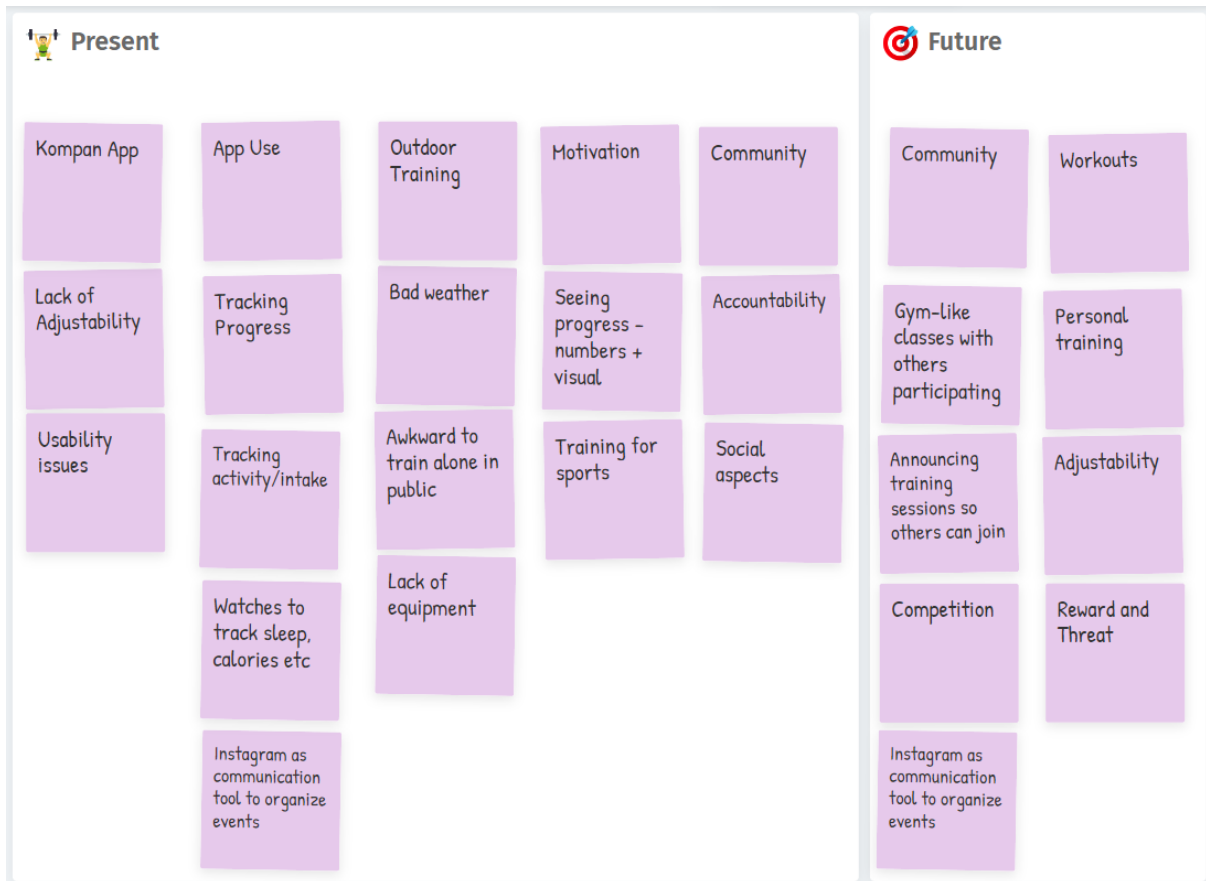 Present
Kompan App
Lack of
Adjustability
Usability
issues
App Use
Tracking
Progress
Tracking
activity/intake
Watches to
track sleep,
calories etc
Instagram as
communication
tool to organize
events
Outdoor
Training
Bad weather
Awkward to
train alone in
public
Lack of
equipment
Motivation
Seeing
progress -
numbers +
visual
Training for
sports
Community
Accountability
Social
aspects
Future
Community
Gym-like
classes with
others
participating
Announcing
training
sessions so
others can join
Competition
Instagram as
communication
tool to organize
events
Workouts
Personal
training
Adjustability
Reward and
Threat